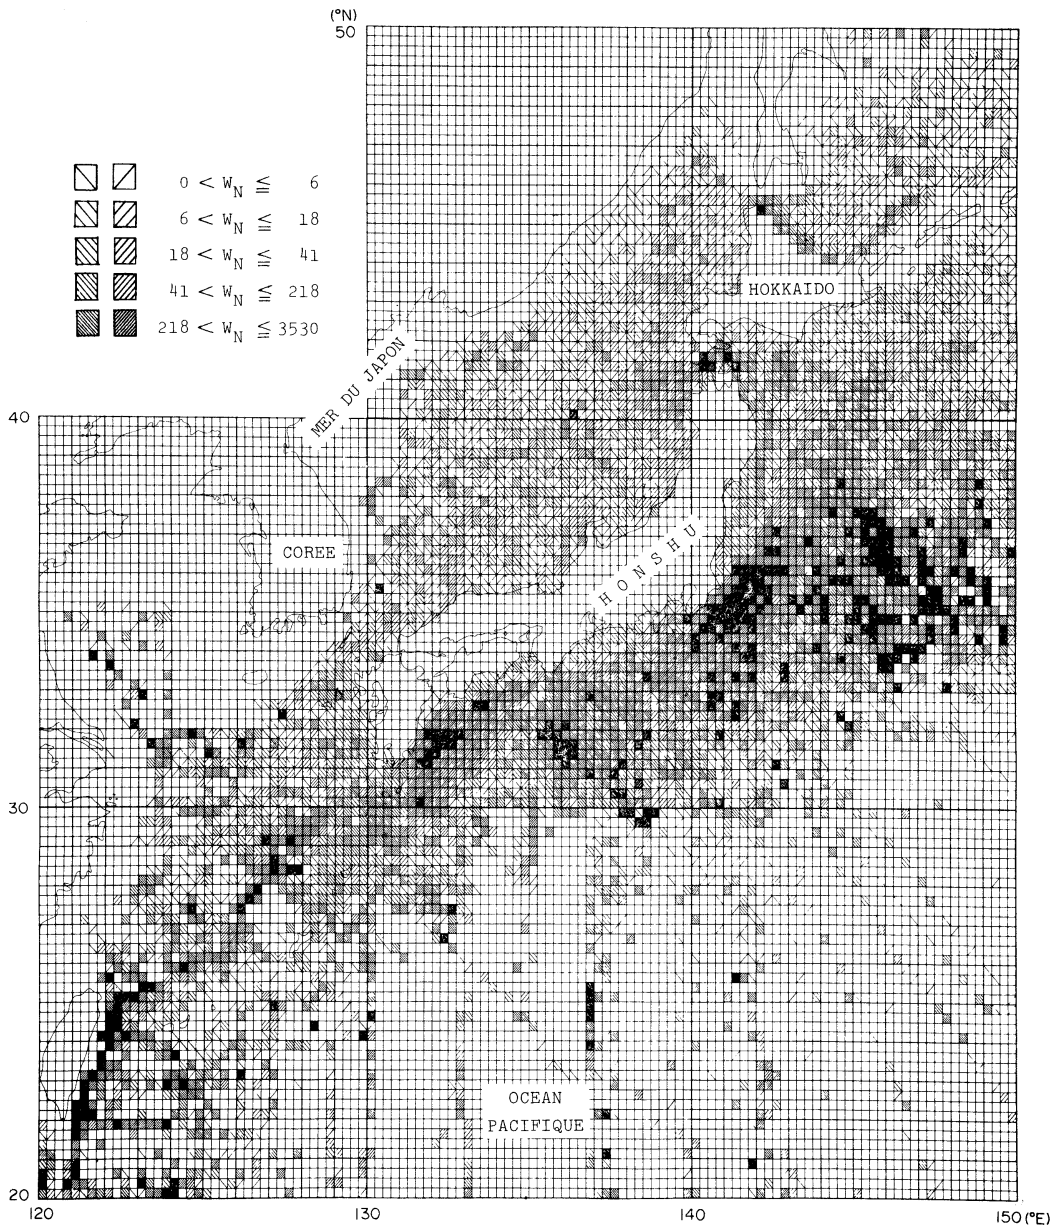 (°N)
50
0 < W_N ≦ 6
6 < W_N ≦ 18
18 < W_N ≦ 41
41 < W_N ≦ 218
218 < W_N ≦ 3530
HOKKAIDO
MER DU JAPON
40
COREE
HONSHU
30
OCEAN
PACIFIQUE
20
120
130
140
150 (°E)